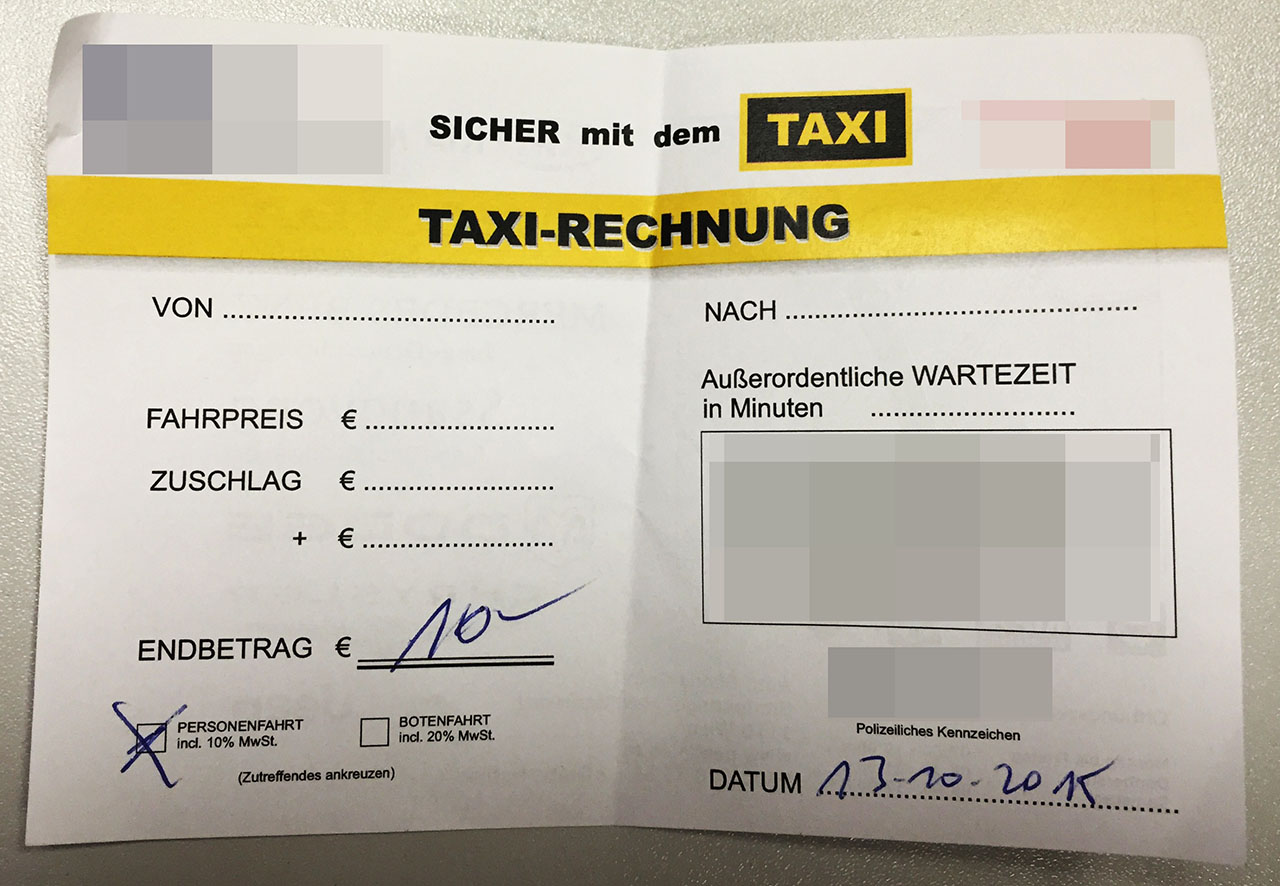 SICHER mit dem TAXI
TAXI-RECHNUNG
VON ..........................................
NACH ..........................................
Außerordentliche WARTEZEIT
in Minuten ..........................
FAHRPREIS € ..........................
ZUSCHLAG € ..........................
+ € ..........................
ENDBETRAG € 10~
X PERSONENFAHRT
incl. 10% MwSt.
BOTENFAHRT
incl. 20% MwSt.
(Zutreffendes ankreuzen)
Polizeiliches Kennzeichen
DATUM 13-10-2015